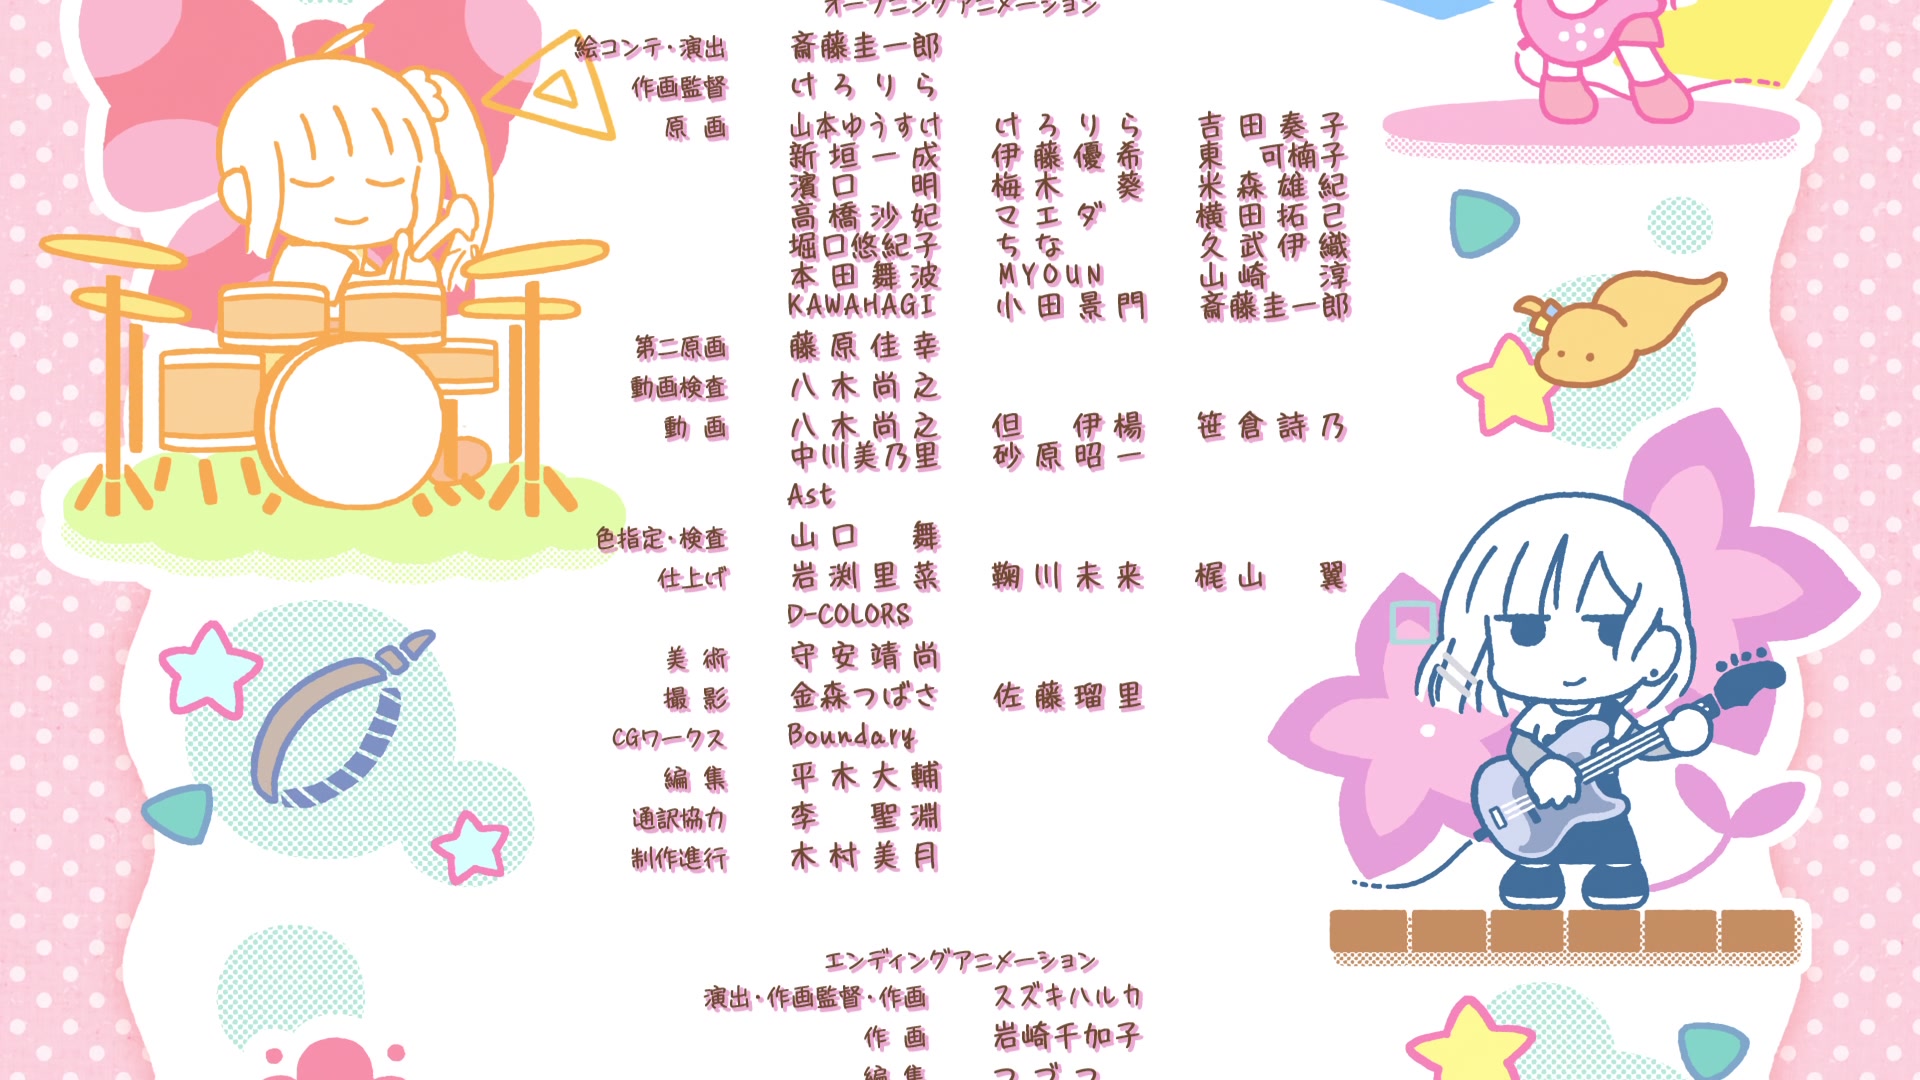 オープニングアニメーション
絵コンテ・演出 斎藤圭一郎
作画監督 けろりら
原画 山本ゆうすけ けろりら 吉田奏子
新垣一成 伊藤優希 東 可楠子
濱口 明 梅木 葵 米森雄紀
高橋沙妃 マエダ 横田拓己
堀口悠紀子 ちな 久武伊織
本田舞波 MYOUN 山崎 淳
KAWAHAGI 小田景門 斎藤圭一郎
第二原画 藤原佳幸
動画検査 八木尚之
動画 八木尚之 但 伊楊 笹倉詩乃
中川美乃里 砂原昭一
Ast
色指定・検査 山口 舞
仕上げ 岩渕里菜 鞠川未来 梶山 翼
D-COLORS
美術 守安靖尚
撮影 金森つばさ 佐藤瑠里
CGワークス Boundary
編集 平木大輔
通訳協力 李 聖淵
制作進行 木村美月
エンディングアニメーション
演出・作画監督・作画 スズキハルカ
作画 岩崎千加子
編集